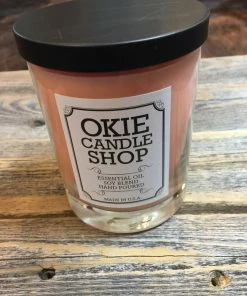 OKIE
CANDLE
SHOP
ESSENTIAL OIL
SOY BLEND
HAND POURED
MADE IN U.S.A.